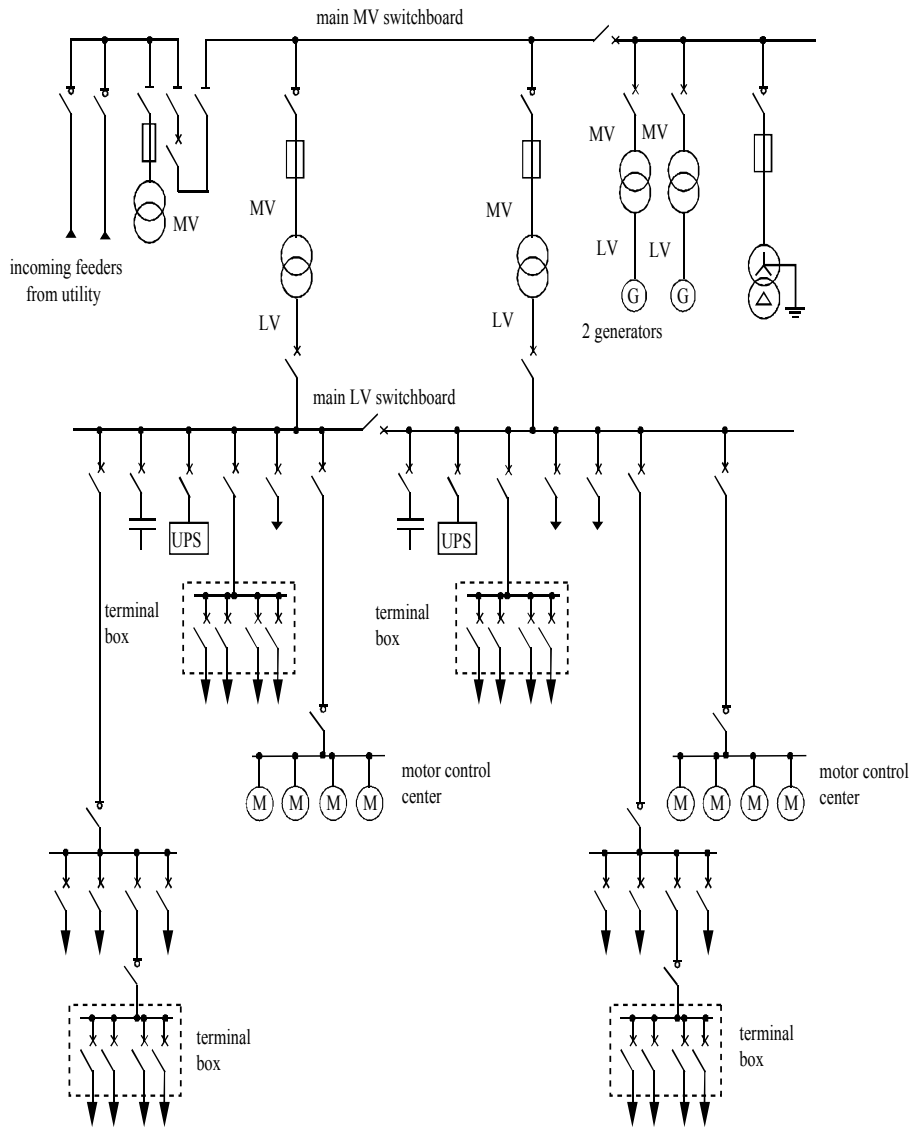 main MV switchboard
MV
MV
MV
MV
MV
incoming feeders
from utility
LV
LV
LV
LV
G
G
2 generators
main LV switchboard
UPS
UPS
terminal
box
terminal
box
motor control
center
motor control
center
M
M
M
M
M
M
M
M
terminal
box
terminal
box